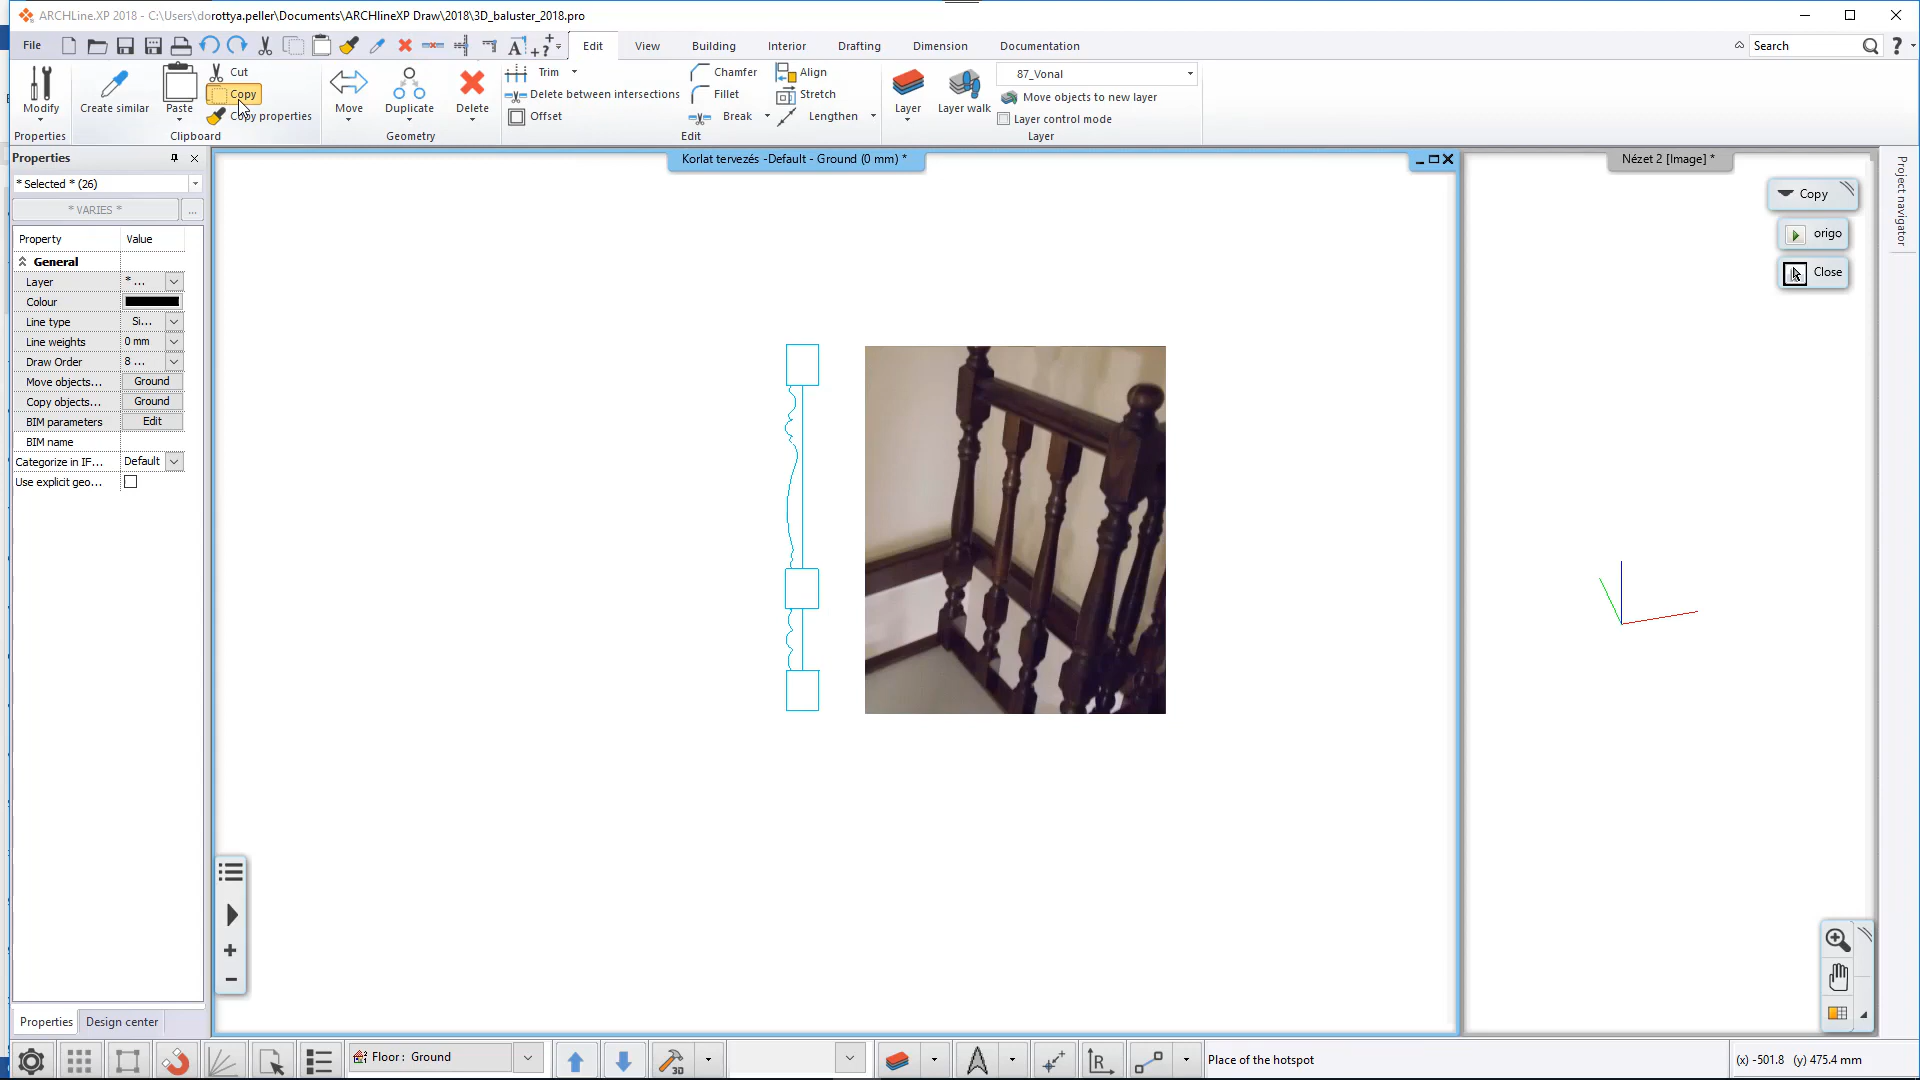 ARCHLine.XP 2018 - C:\Users\dorottya.peller\Documents\ARCHlineXP Draw\2018\3D_baluster_2018.pro
File
Edit
View
Building
Interior
Drafting
Dimension
Documentation
Search
Modify
Create similar
Paste
Cut
Copy
Copy properties
Move
Duplicate
Delete
Trim
Delete between intersections
Offset
Chamfer
Fillet
Break
Align
Stretch
Lengthen
Layer
Layer walk
87_Vonal
Move objects to new layer
Layer control mode
Properties
Clipboard
Geometry
Edit
Layer
Properties
* Selected * (26)
* VARIES *
...
Property Value
General
Layer * ...
Colour
Line type Si...
Line weights 0 mm
Draw Order 8 ...
Move objects... Ground
Copy objects... Ground
BIM parameters Edit
BIM name
Categorize in IF... Default
Use explicit geo...
Korlat tervezés -Default - Ground (0 mm) *
Nézet 2 [Image] *
Project navigator
Copy
origo
Close
Properties
Design center
Floor : Ground
3D
R
Place of the hotspot
(x) -501.8 (y) 475.4 mm